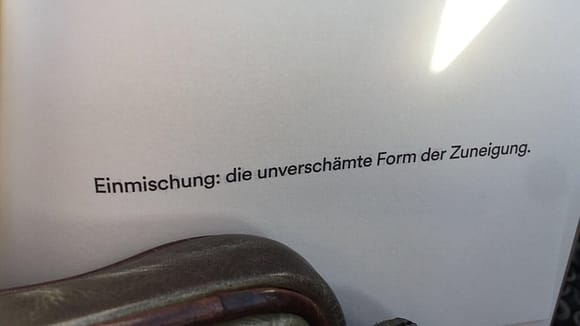 Einmischung: die unverschämte Form der Zuneigung.